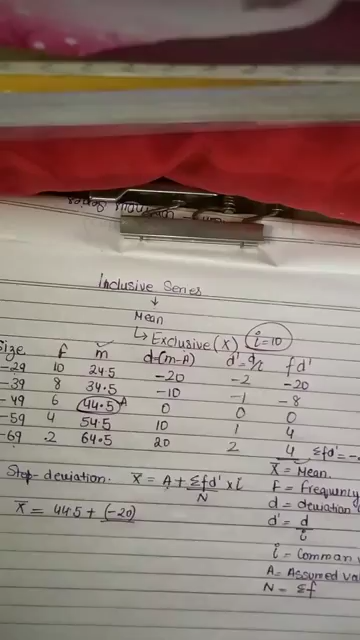 Inclusive Series
↓
Mean
↳ Exclusive (X) i=10
Size f m d=(m-A) d'=d/i fd'
-29 10 24.5 -20 -2 -20
-39 8 34.5 -10 -1 -8
-49 6 44.5 A 0 0 0
-59 4 54.5 10 1 4
-69 .2 64.5 20 2 4 Σfd'=-
Step deviation. X̄ = A + Σfd'/N × i
X̄ = Mean.
F = Frequency
X̄ = 44.5 + (-20)
d = deviation
d' = d/i
i = Common
A = Assumed va
N = Σf